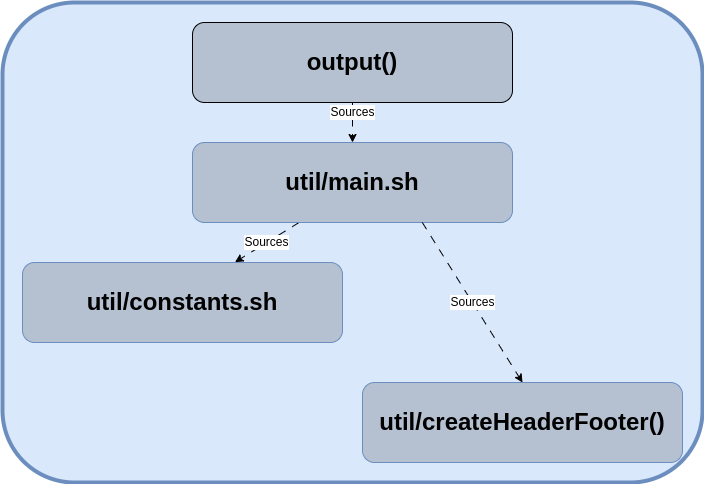 output()
Sources
util/main.sh
Sources
util/constants.sh
Sources
util/createHeaderFooter()